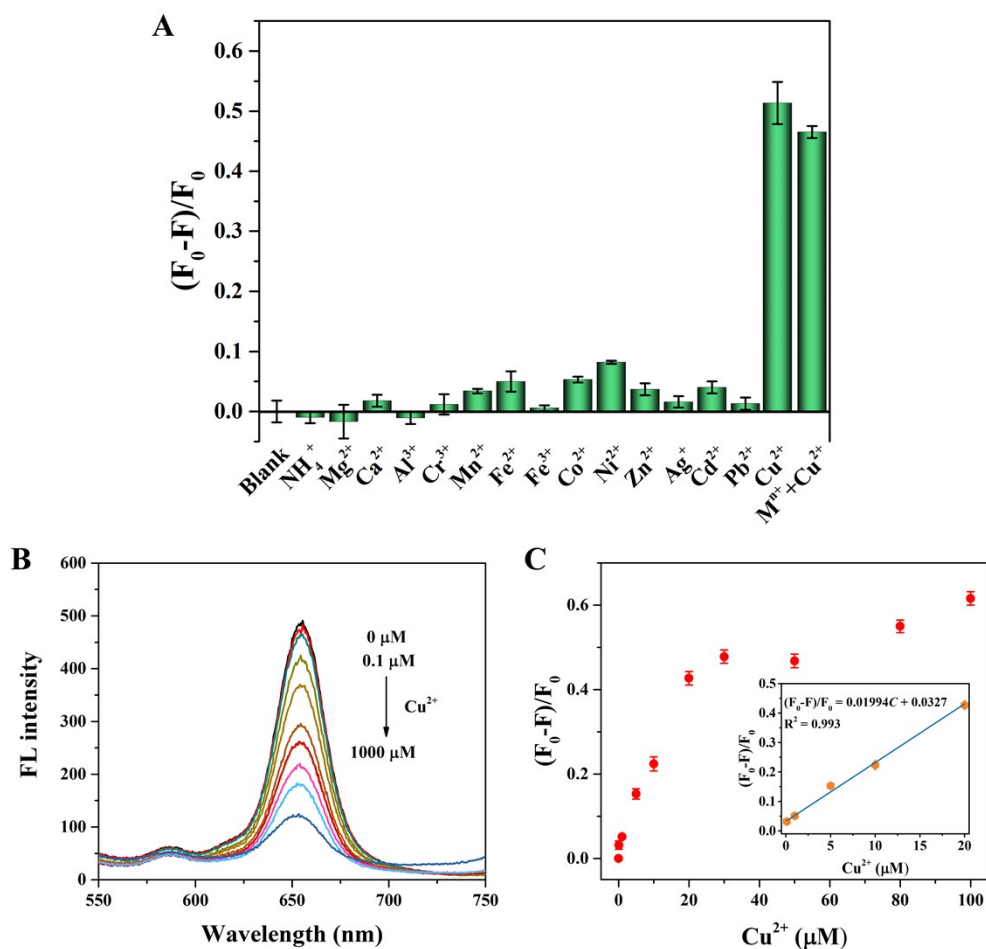 A
(F₀-F)/F₀
0.6
0.5
0.4
0.3
0.2
0.1
0.0
Blank
NH₄⁺
Mg²⁺
Ca²⁺
Al³⁺
Cr³⁺
Mn²⁺
Fe²⁺
Fe³⁺
Co²⁺
Ni²⁺
Zn²⁺
Ag⁺
Cd²⁺
Pb²⁺
Cu²⁺
Mⁿ⁺+Cu²⁺
B
FL intensity
600
500
400
300
200
100
0
0 μM
0.1 μM
Cu²⁺
1000 μM
550 600 650 700 750
Wavelength (nm)
C
(F₀-F)/F₀
0.6
0.4
0.2
0.0
0 20 40 60 80 100
Cu²⁺ (μM)
(F₀-F)/F₀
0.5
0.4
0.3
0.2
0.1
0.0
(F₀-F)/F₀ = 0.01994C + 0.0327
R² = 0.993
0 5 10 15 20
Cu²⁺ (μM)